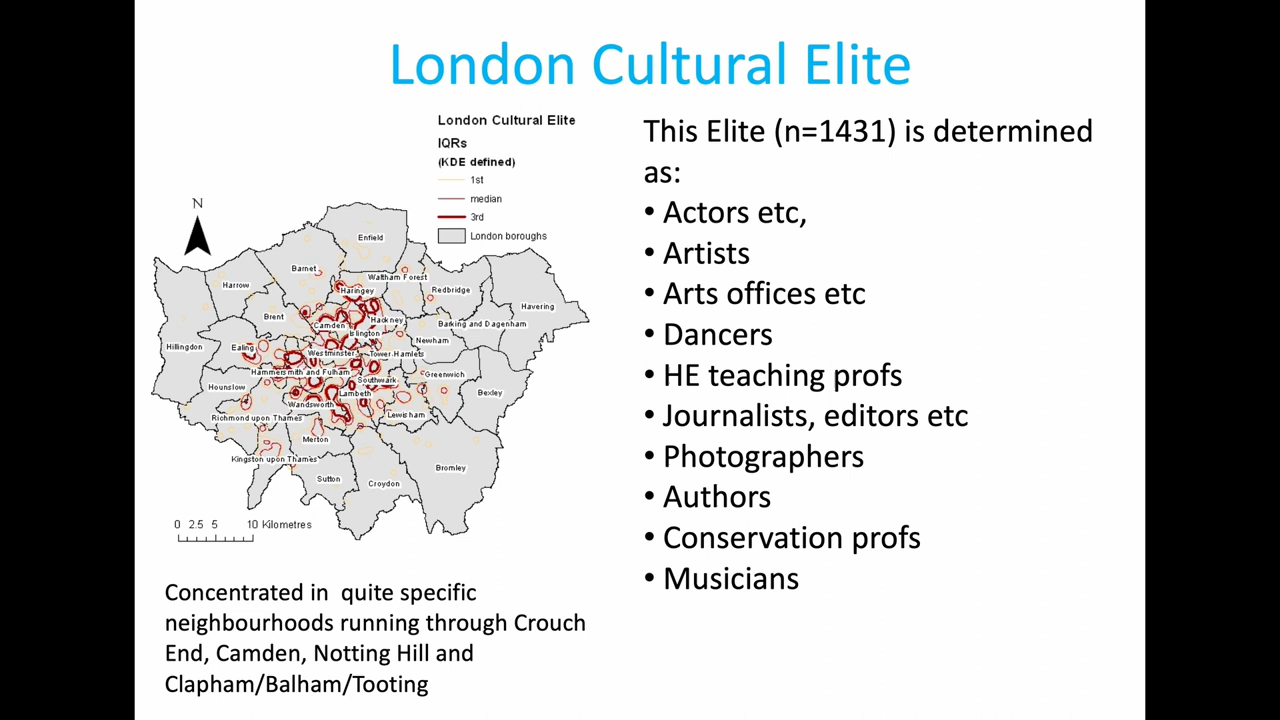 London Cultural Elite
London Cultural Elite
IQRs
(KDE defined)
1st
median
3rd
London boroughs
N
Enfield
Barnet
Waltham Forest
Harrow
Haringey
Redbridge
Havering
Brent
Camden
Hackney
Barking and Dagenham
Islington
Newham
Hillingdon
Ealing
Westminster
Tower Hamlets
Hammersmith and Fulham
Greenwich
Southwark
Hounslow
Lambeth
Bexley
Wandsworth
Richmond upon Thames
Lewisham
Merton
Kingston upon Thames
Bromley
Sutton
Croydon
0 2.5 5 10 Kilometres
Concentrated in quite specific
neighbourhoods running through Crouch
End, Camden, Notting Hill and
Clapham/Balham/Tooting
This Elite (n=1431) is determined
as:
• Actors etc,
• Artists
• Arts offices etc
• Dancers
• HE teaching profs
• Journalists, editors etc
• Photographers
• Authors
• Conservation profs
• Musicians